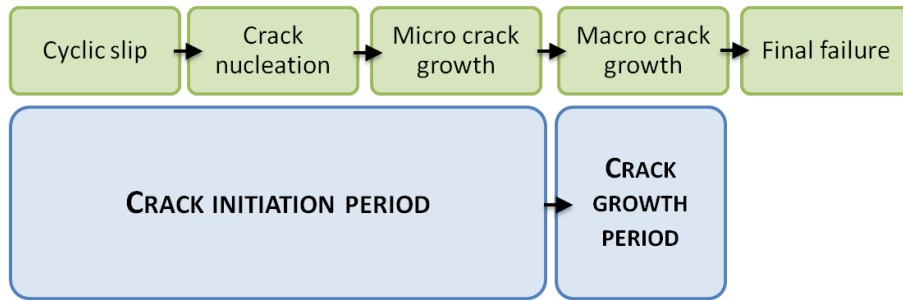 Cyclic slip
Crack
nucleation
Micro crack
growth
Macro crack
growth
Final failure
CRACK INITIATION PERIOD
CRACK
GROWTH
PERIOD